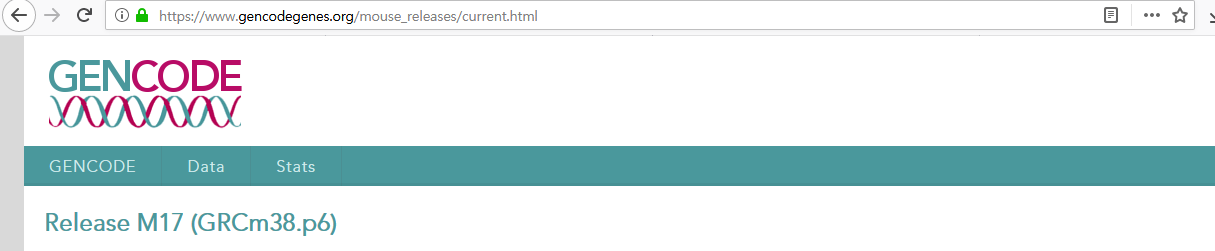 https://www.gencodegenes.org/mouse_releases/current.html
GENCODE
GENCODE Data Stats
Release M17 (GRCm38.p6)